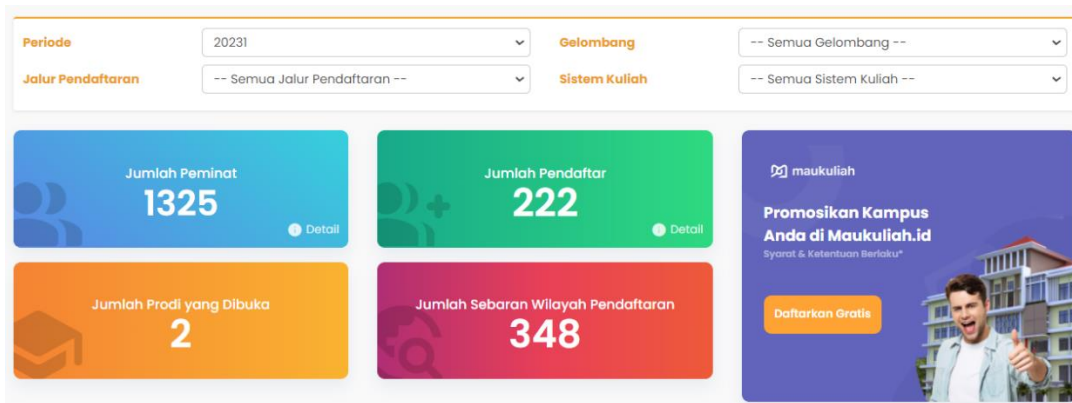 Periode
20231
Gelombang
-- Semua Gelombang --
Jalur Pendaftaran
-- Semua Jalur Pendaftaran --
Sistem Kuliah
-- Semua Sistem Kuliah --
Jumlah Peminat
1325
Detail
Jumlah Pendaftar
222
Detail
Jumlah Prodi yang Dibuka
2
Jumlah Sebaran Wilayah Pendaftaran
348
maukuliah
Promosikan Kampus
Anda di Maukuliah.id
Syarat & Ketentuan Berlaku*
Daftarkan Gratis